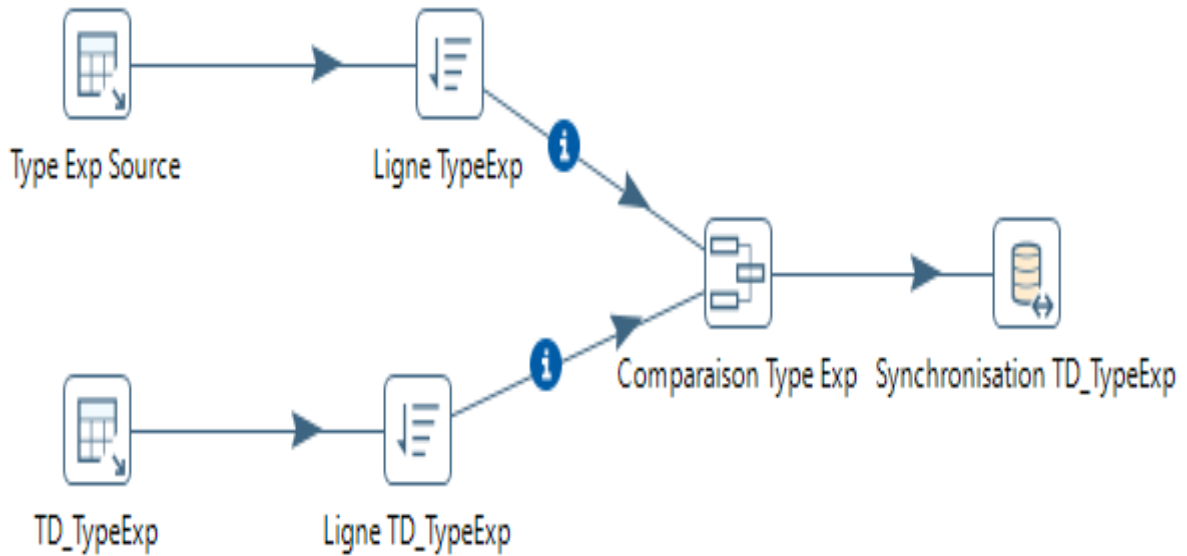 Type Exp Source
Ligne TypeExp
Comparaison Type Exp
Synchronisation TD_TypeExp
TD_TypeExp
Ligne TD_TypeExp